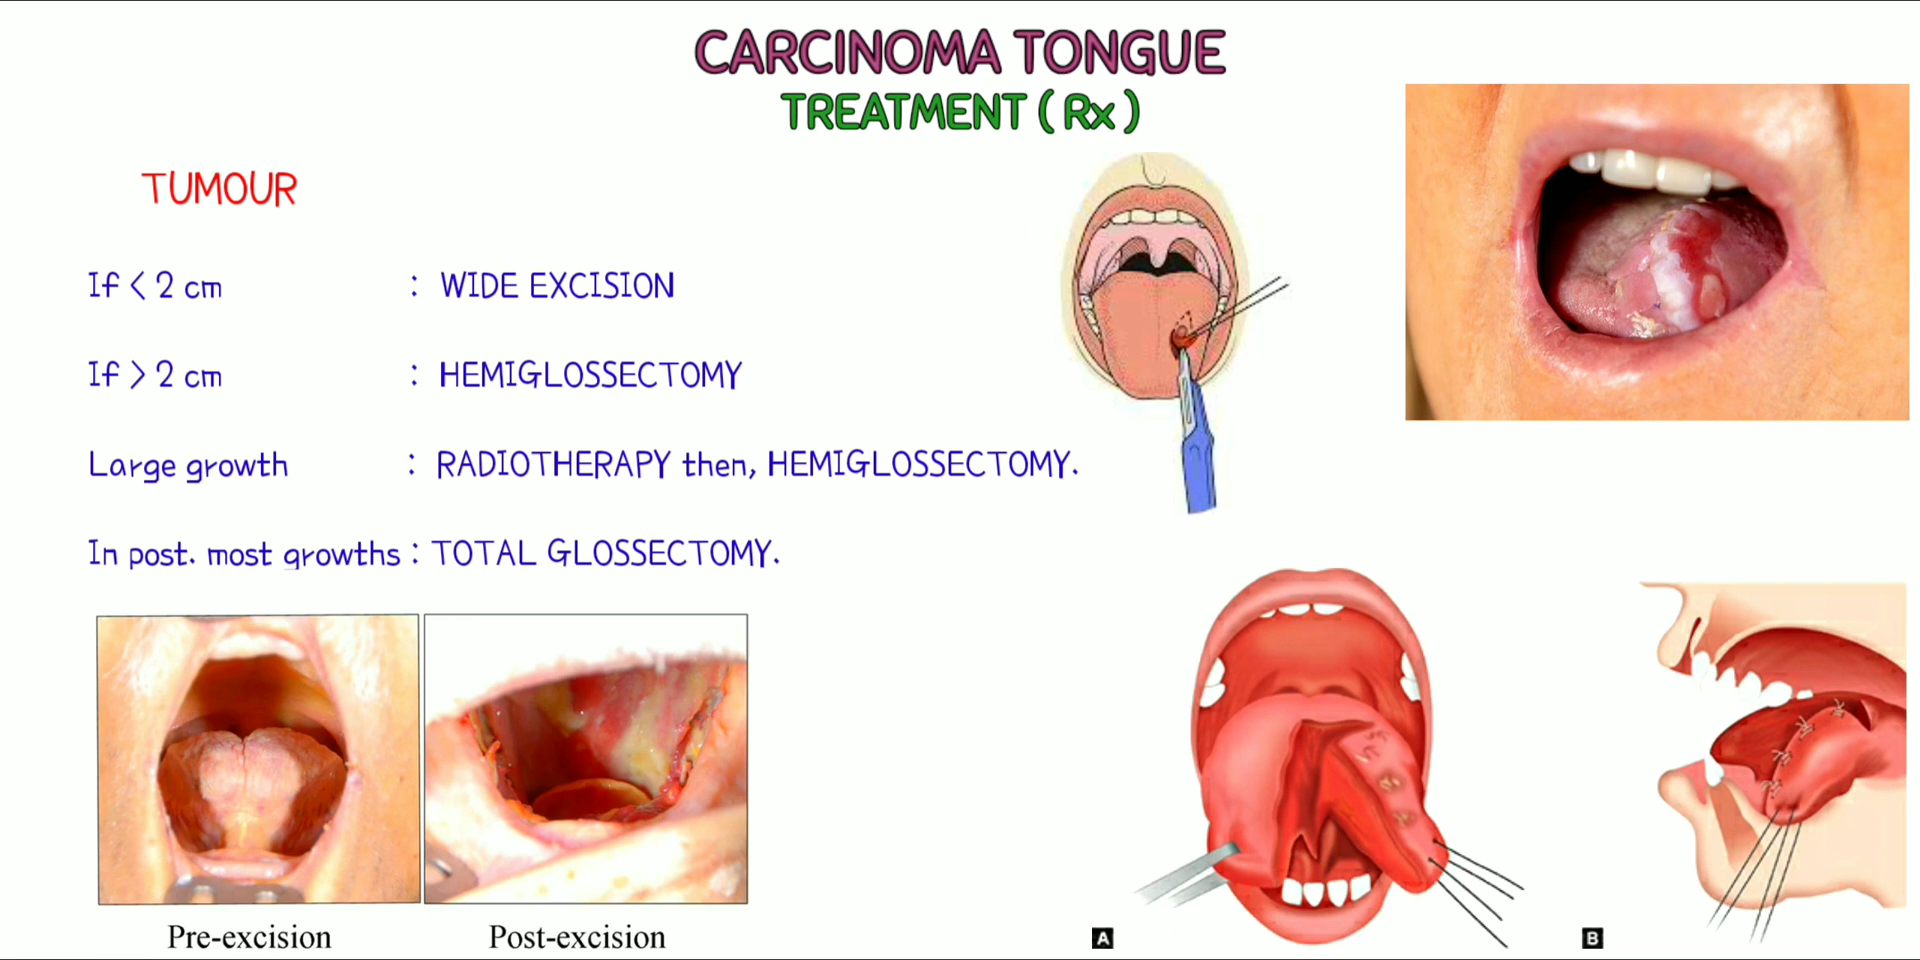 CARCINOMA TONGUE
TREATMENT ( Rx )
TUMOUR
If < 2 cm : WIDE EXCISION
If > 2 cm : HEMIGLOSSECTOMY
Large growth : RADIOTHERAPY then, HEMIGLOSSECTOMY.
In post. most growths : TOTAL GLOSSECTOMY.
Pre-excision
Post-excision
A
B